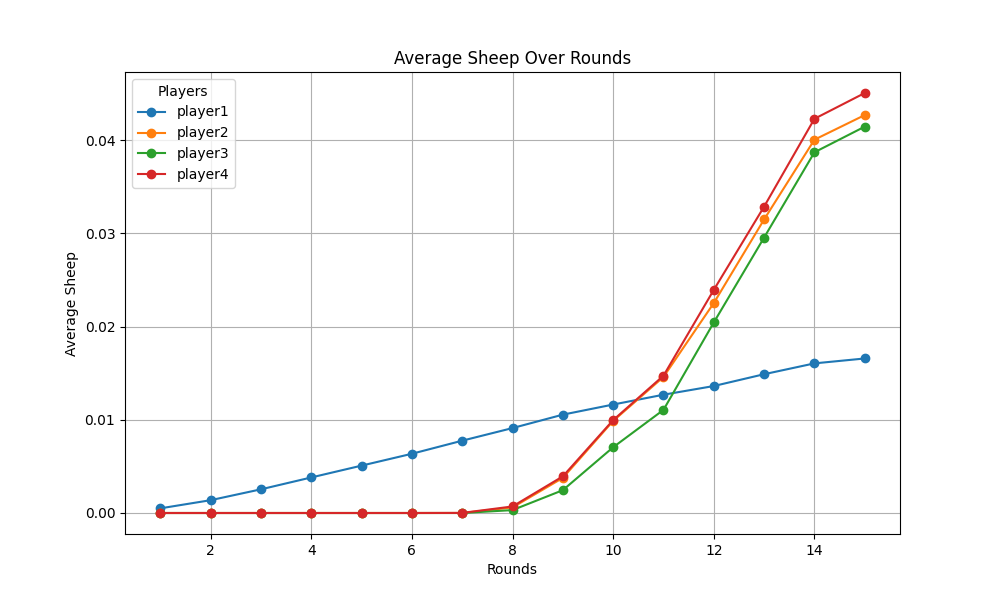 Average Sheep Over Rounds
Players
player1
player2
player3
player4
Average Sheep
0.04
0.03
0.02
0.01
0.00
2 4 6 8 10 12 14
Rounds